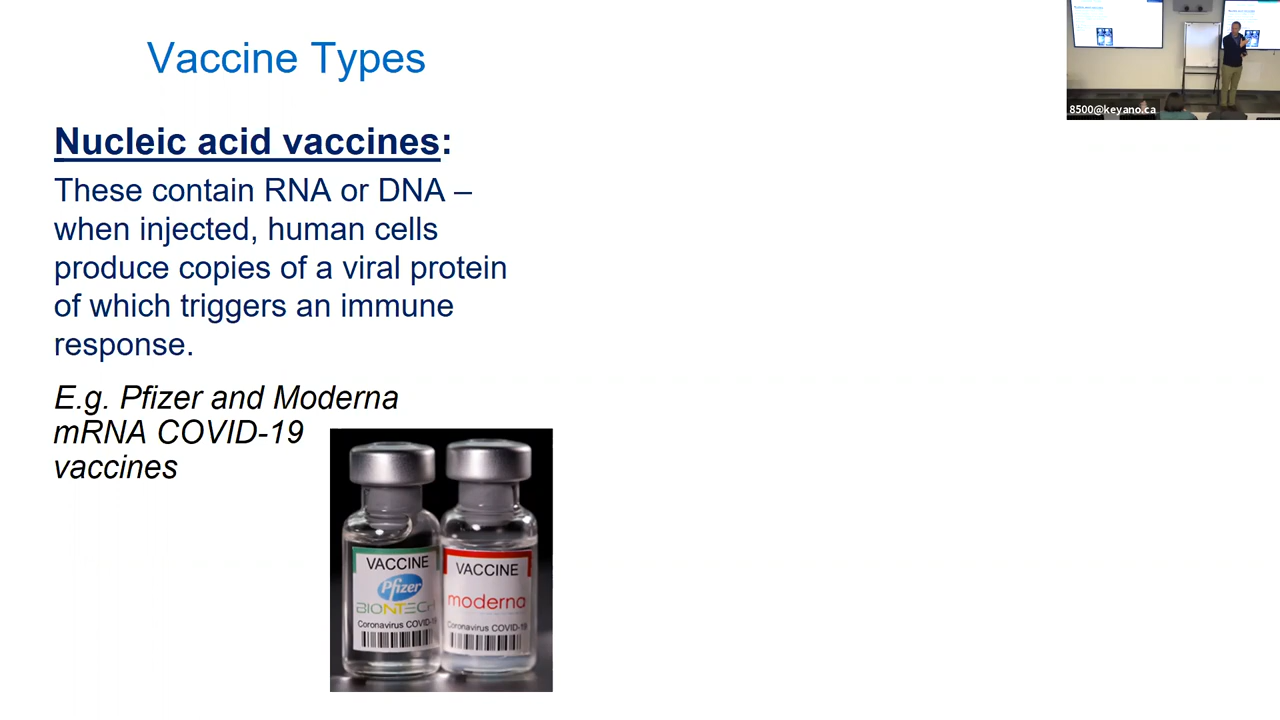 Vaccine Types
8500@keyano.ca
Nucleic acid vaccines:
These contain RNA or DNA –
when injected, human cells
produce copies of a viral protein
of which triggers an immune
response.
E.g. Pfizer and Moderna
mRNA COVID-19
vaccines
VACCINE
Pfizer
BIONTECH
Coronavirus COVID-19
VACCINE
moderna
Coronavirus COVID-19